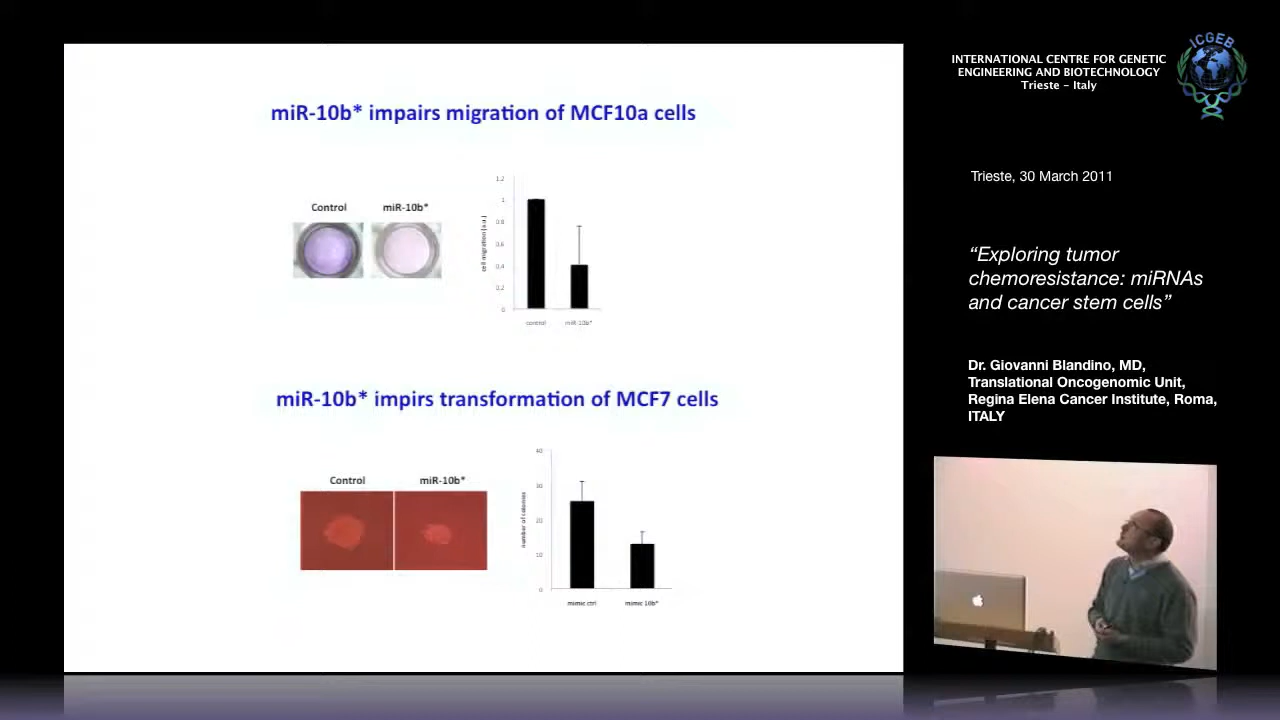 INTERNATIONAL CENTRE FOR GENETIC
ENGINEERING AND BIOTECHNOLOGY
Trieste - Italy
ICGEB
Trieste, 30 March 2011
“Exploring tumor
chemoresistance: miRNAs
and cancer stem cells”
Dr. Giovanni Blandino, MD,
Translational Oncogenomic Unit,
Regina Elena Cancer Institute, Roma,
ITALY
miR-10b* impairs migration of MCF10a cells
Control miR-10b*
cell migration (a.u.)
1.2
1
0.8
0.6
0.4
0.2
0
control miR-10b*
miR-10b* impirs transformation of MCF7 cells
Control miR-10b*
number of colonies
40
30
20
10
0
mimic ctrl mimic 10b*